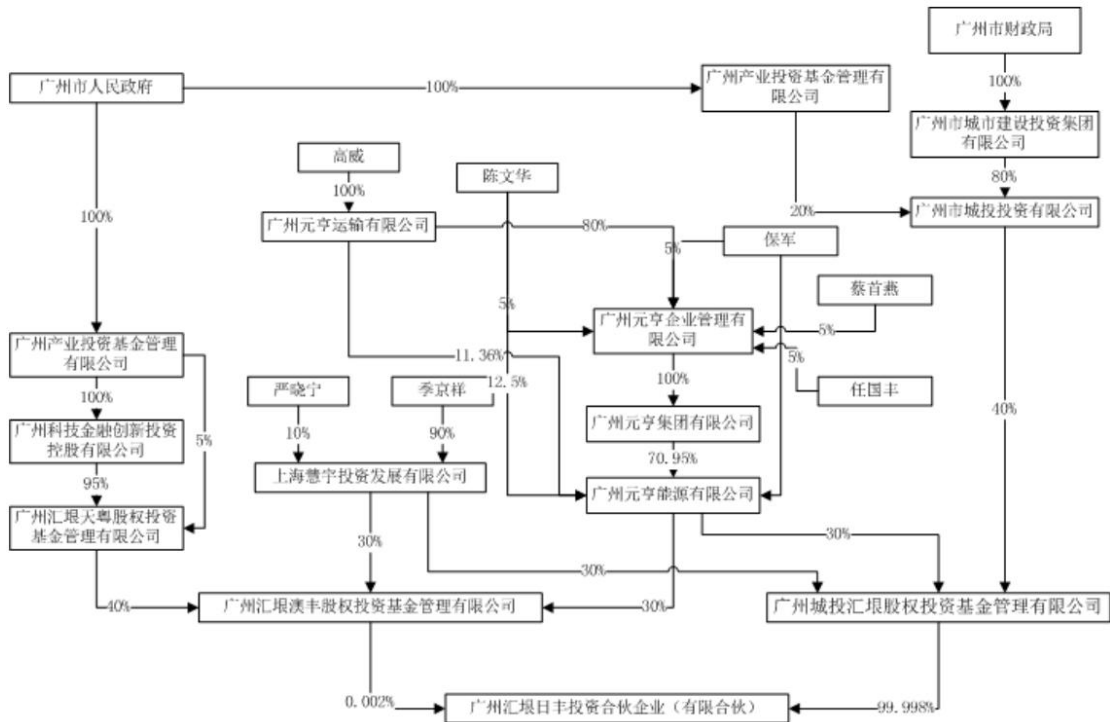 广州市财政局
广州市人民政府
100%
广州产业投资基金管理有
限公司
100%
广州市城市建设投资集团
有限公司
高威
陈文华
100%
80%
100%
广州元亨运输有限公司
80%
20%
广州市城投投资有限公司
5%
保军
蔡首燕
5%
广州元亨企业管理有
限公司
5%
广州产业投资基金管理
有限公司
11.36%
5%
严晓宁
季京祥
12.5%
100%
任国丰
100%
40%
广州科技金融创新投资
控股有限公司
5%
10%
90%
广州元亨集团有限公司
95%
上海慧宇投资发展有限公司
70.95%
广州元亨能源有限公司
广州汇垠天粤股权投资
基金管理有限公司
30%
30%
30%
40%
广州汇垠澳丰股权投资基金管理有限公司
30%
广州城投汇垠股权投资基金管理有限公司
0.002%
广州汇垠日丰投资合伙企业（有限合伙）
99.998%